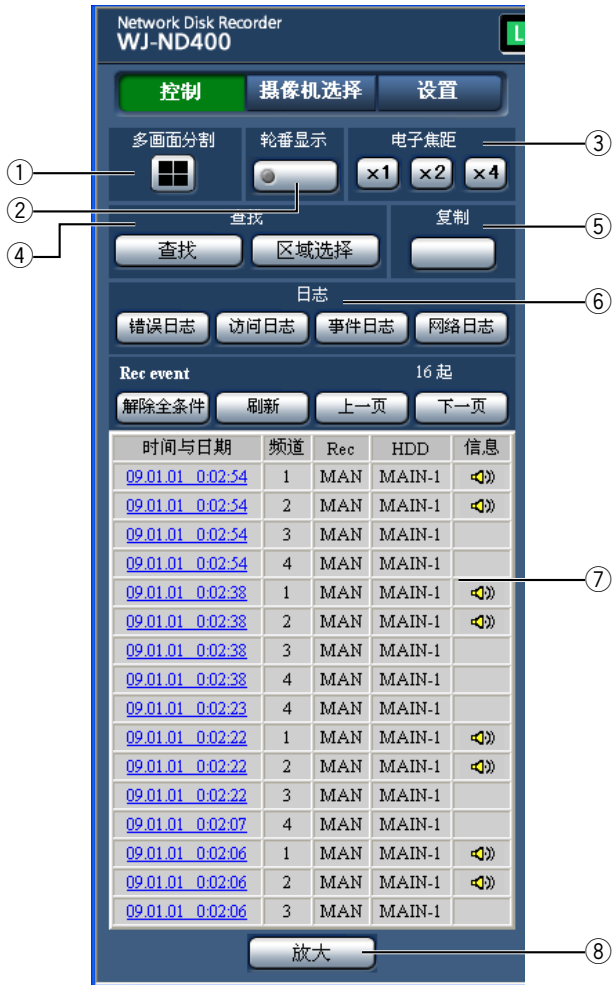 Network Disk Recorder
WJ-ND400
L
控制 摄像机选择 设置
多画面分割 轮番显示 电子焦距
③
①
×1 ×2 ×4
②
查找 复制
④
⑤
查找 区域选择
日志
⑥
错误日志 访问日志 事件日志 网络日志
Rec event 16 起
解除全条件 刷新 上一页 下一页
时间与日期 频道 Rec HDD 信息
09.01.01 0:02:54 1 MAN MAIN-1
09.01.01 0:02:54 2 MAN MAIN-1
09.01.01 0:02:54 3 MAN MAIN-1
09.01.01 0:02:54 4 MAN MAIN-1
⑦
09.01.01 0:02:38 1 MAN MAIN-1
09.01.01 0:02:38 2 MAN MAIN-1
09.01.01 0:02:38 3 MAN MAIN-1
09.01.01 0:02:38 4 MAN MAIN-1
09.01.01 0:02:23 4 MAN MAIN-1
09.01.01 0:02:22 1 MAN MAIN-1
09.01.01 0:02:22 2 MAN MAIN-1
09.01.01 0:02:22 3 MAN MAIN-1
09.01.01 0:02:07 4 MAN MAIN-1
09.01.01 0:02:06 1 MAN MAIN-1
09.01.01 0:02:06 2 MAN MAIN-1
09.01.01 0:02:06 3 MAN MAIN-1
放大
⑧